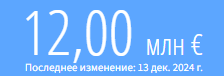 12,00 млн €
Последнее изменение: 13 дек. 2024 г.